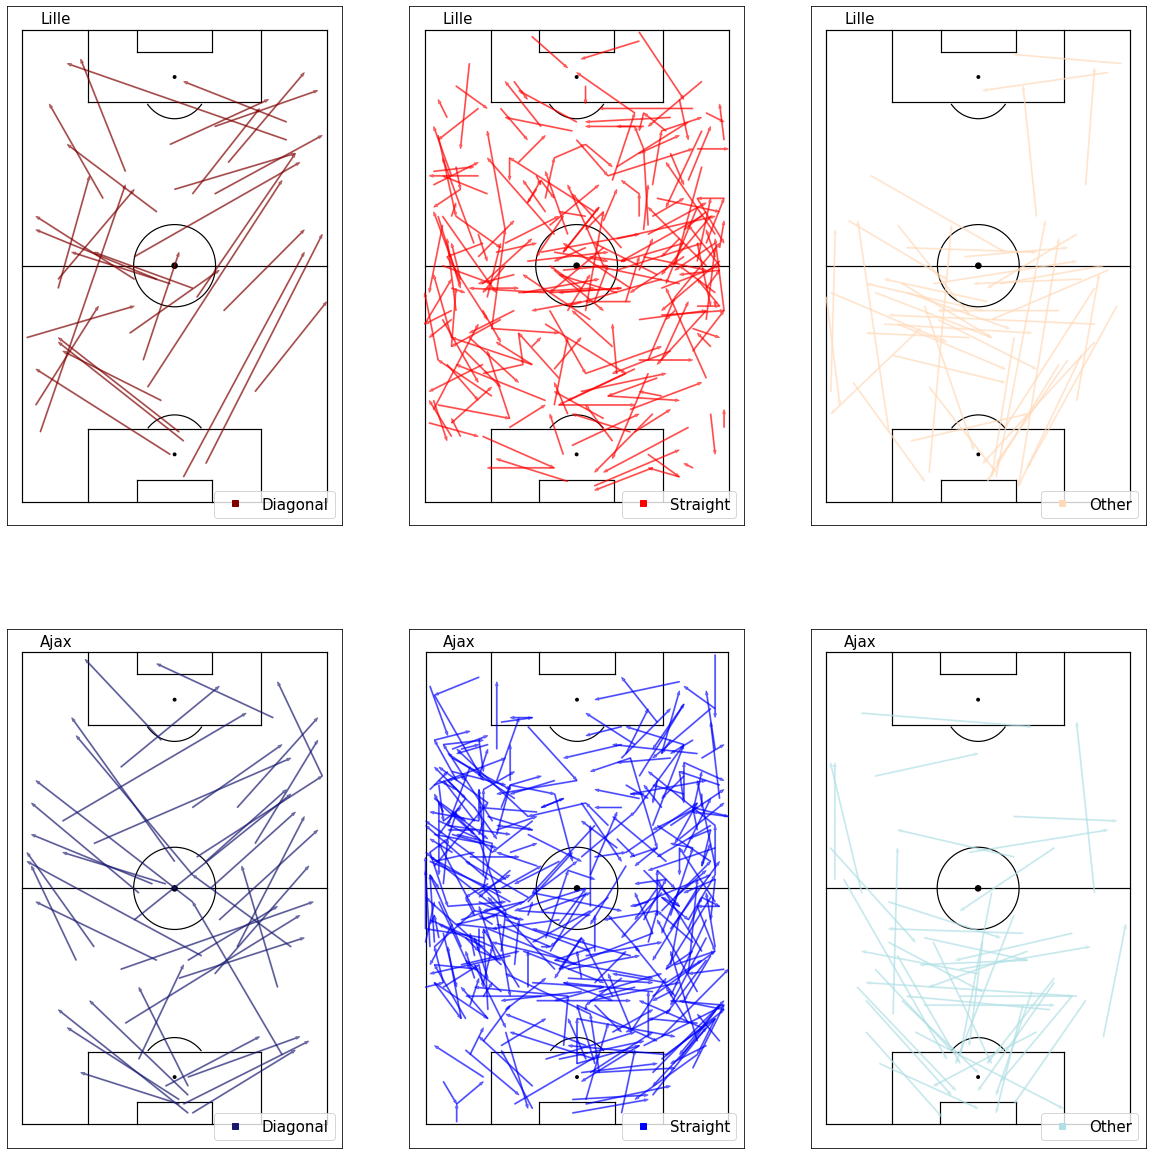 Lille
Lille
Lille
Diagonal
Straight
Other
Ajax
Ajax
Ajax
Diagonal
Straight
Other